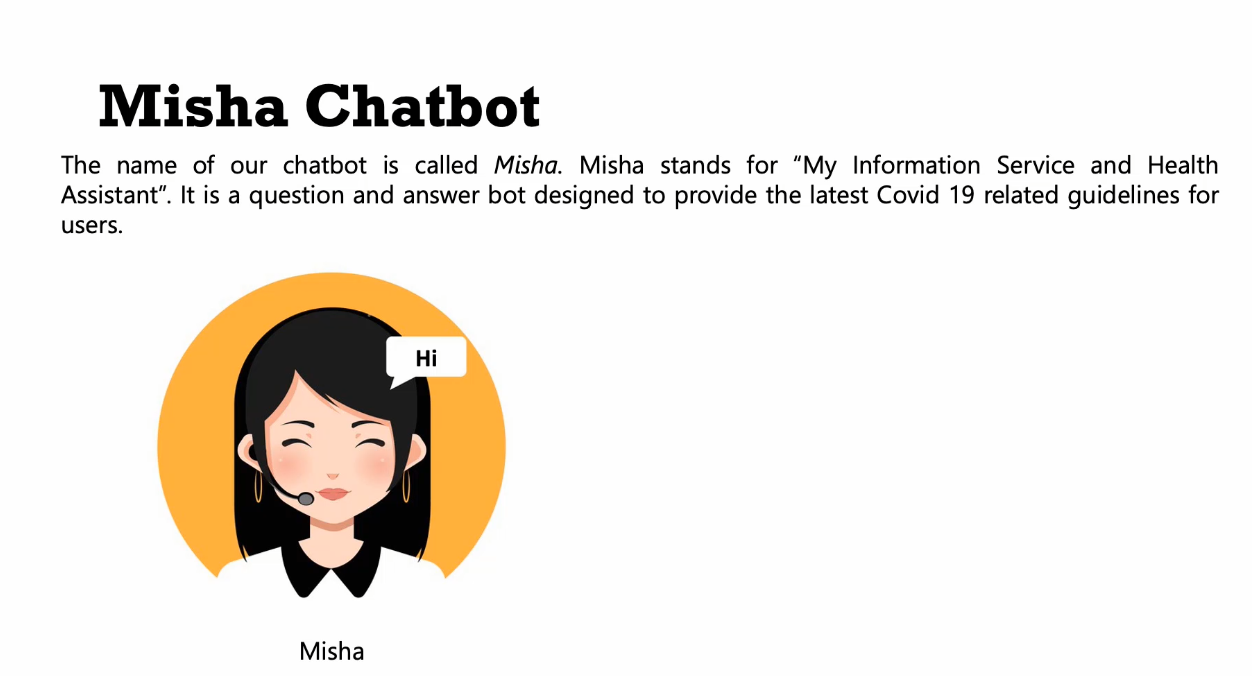 Misha Chatbot
The name of our chatbot is called Misha. Misha stands for “My Information Service and Health
Assistant”. It is a question and answer bot designed to provide the latest Covid 19 related guidelines for
users.
Hi
Misha